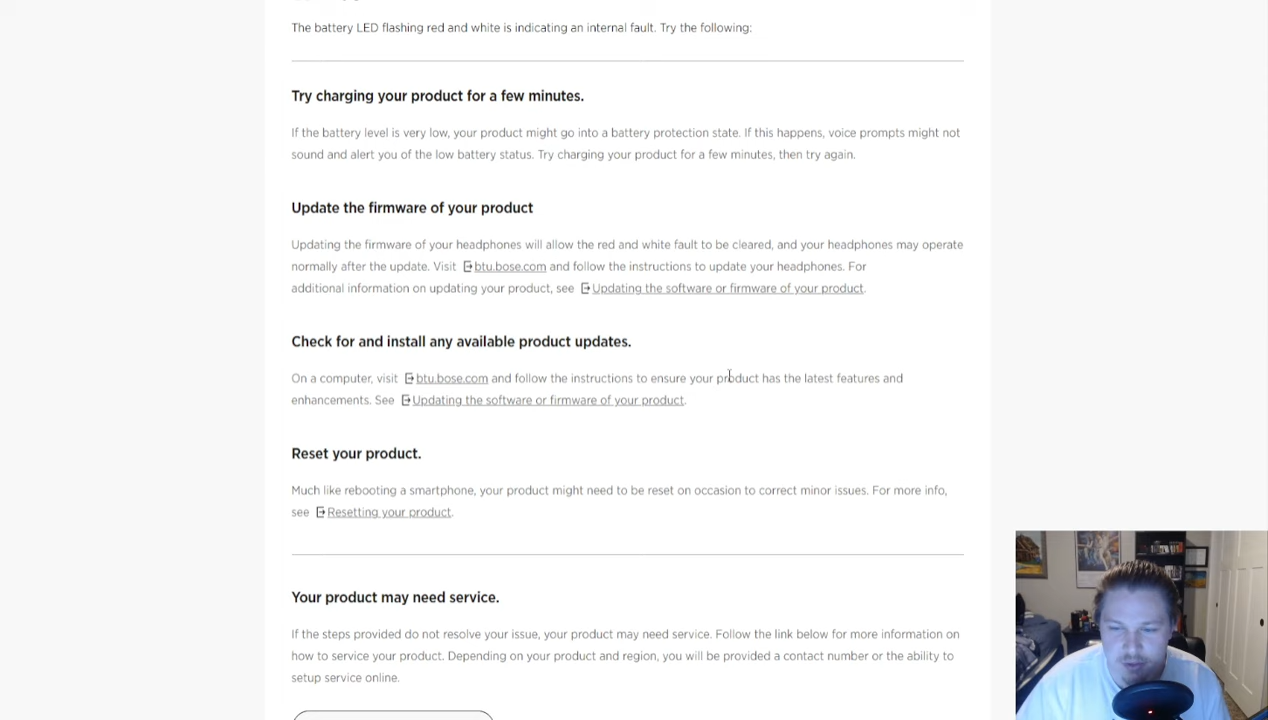 The battery LED flashing red and white is indicating an internal fault. Try the following:
Try charging your product for a few minutes.
If the battery level is very low, your product might go into a battery protection state. If this happens, voice prompts might not
sound and alert you of the low battery status. Try charging your product for a few minutes, then try again.
Update the firmware of your product
Updating the firmware of your headphones will allow the red and white fault to be cleared, and your headphones may operate
normally after the update. Visit btu.bose.com and follow the instructions to update your headphones. For
additional information on updating your product, see Updating the software or firmware of your product.
Check for and install any available product updates.
On a computer, visit btu.bose.com and follow the instructions to ensure your product has the latest features and
enhancements. See Updating the software or firmware of your product.
Reset your product.
Much like rebooting a smartphone, your product might need to be reset on occasion to correct minor issues. For more info,
see Resetting your product.
Your product may need service.
If the steps provided do not resolve your issue, your product may need service. Follow the link below for more information on
how to service your product. Depending on your product and region, you will be provided a contact number or the ability to
setup service online.